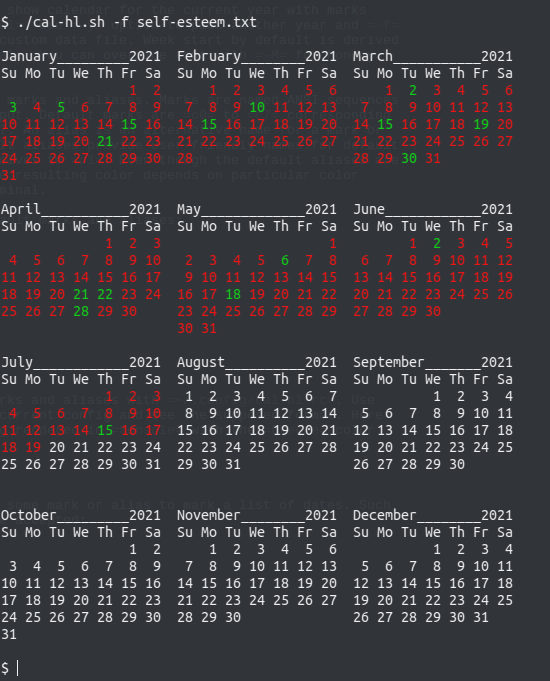 $ ./cal-hl.sh -f self-esteem.txt

January_________2021  February________2021  March___________2021
Su Mo Tu We Th Fr Sa  Su Mo Tu We Th Fr Sa  Su Mo Tu We Th Fr Sa
                1  2      1  2  3  4  5  6      1  2  3  4  5  6
 3  4  5  6  7  8  9   7  8  9 10 11 12 13   7  8  9 10 11 12 13
10 11 12 13 14 15 16  14 15 16 17 18 19 20  14 15 16 17 18 19 20
17 18 19 20 21 22 23  21 22 23 24 25 26 27  21 22 23 24 25 26 27
24 25 26 27 28 29 30  28                    28 29 30 31
31

April___________2021  May_____________2021  June____________2021
Su Mo Tu We Th Fr Sa  Su Mo Tu We Th Fr Sa  Su Mo Tu We Th Fr Sa
             1  2  3                     1         1  2  3  4  5
 4  5  6  7  8  9 10   2  3  4  5  6  7  8   6  7  8  9 10 11 12
11 12 13 14 15 16 17   9 10 11 12 13 14 15  13 14 15 16 17 18 19
18 19 20 21 22 23 24  16 17 18 19 20 21 22  20 21 22 23 24 25 26
25 26 27 28 29 30     23 24 25 26 27 28 29  27 28 29 30
                      30 31

July____________2021  August__________2021  September_______2021
Su Mo Tu We Th Fr Sa  Su Mo Tu We Th Fr Sa  Su Mo Tu We Th Fr Sa
             1  2  3   1  2  3  4  5  6  7            1  2  3  4
 4  5  6  7  8  9 10   8  9 10 11 12 13 14   5  6  7  8  9 10 11
11 12 13 14 15 16 17  15 16 17 18 19 20 21  12 13 14 15 16 17 18
18 19 20 21 22 23 24  22 23 24 25 26 27 28  19 20 21 22 23 24 25
25 26 27 28 29 30 31  29 30 31              26 27 28 29 30

October_________2021  November________2021  December________2021
Su Mo Tu We Th Fr Sa  Su Mo Tu We Th Fr Sa  Su Mo Tu We Th Fr Sa
                1  2      1  2  3  4  5  6            1  2  3  4
 3  4  5  6  7  8  9   7  8  9 10 11 12 13   5  6  7  8  9 10 11
10 11 12 13 14 15 16  14 15 16 17 18 19 20  12 13 14 15 16 17 18
17 18 19 20 21 22 23  21 22 23 24 25 26 27  19 20 21 22 23 24 25
24 25 26 27 28 29 30  28 29 30              26 27 28 29 30 31
31

$